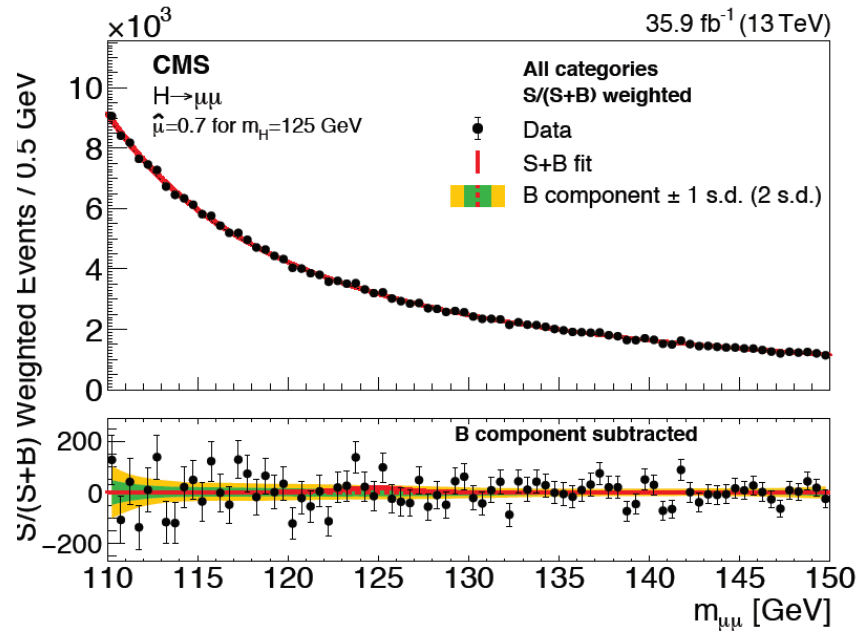 ×10³
35.9 fb⁻¹ (13 TeV)
CMS
H→μμ
μ̂=0.7 for m_H=125 GeV
All categories
S/(S+B) weighted
Data
S+B fit
B component ± 1 s.d. (2 s.d.)
S/(S+B) Weighted Events / 0.5 GeV
10
8
6
4
2
0
B component subtracted
200
0
−200
110 115 120 125 130 135 140 145 150
m_μμ [GeV]